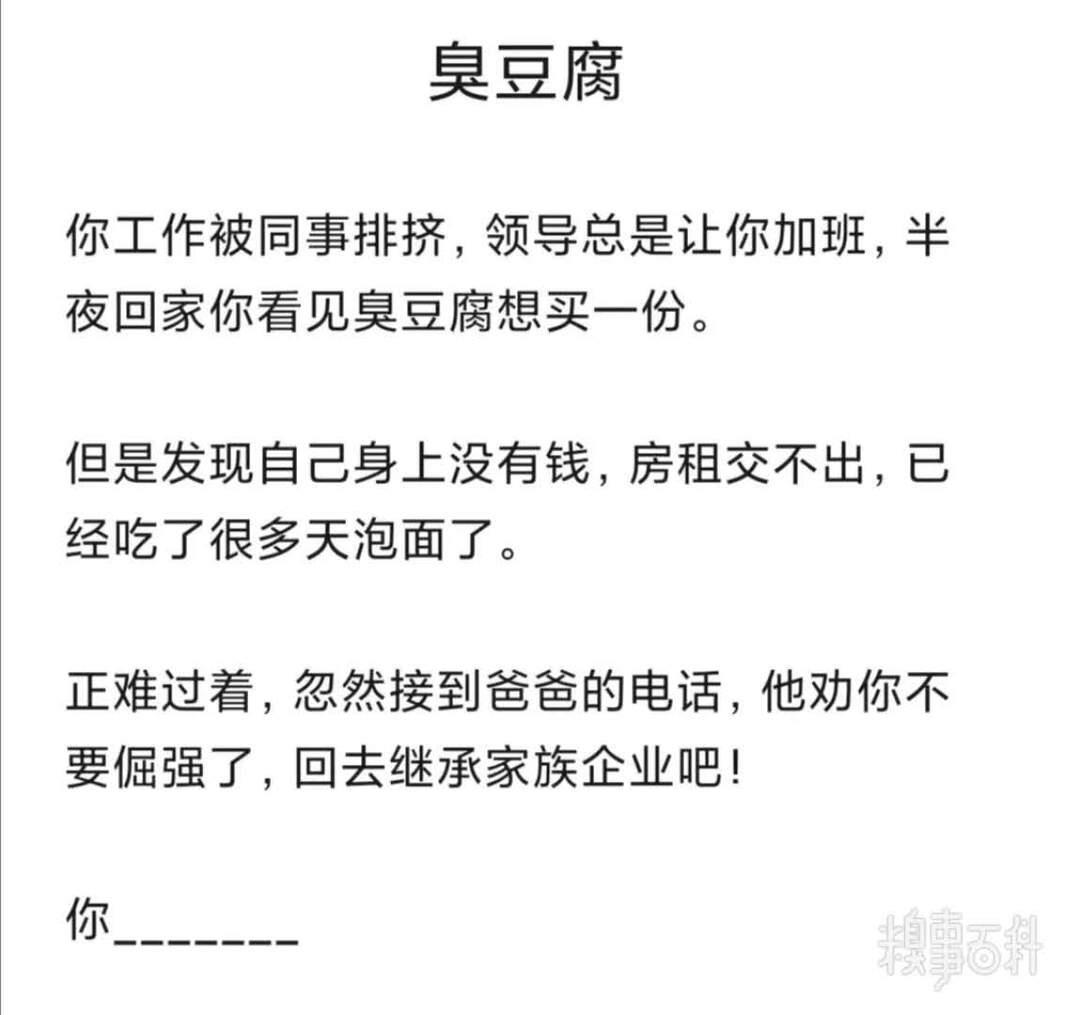 臭豆腐
你工作被同事排挤，领导总是让你加班，半
夜回家你看见臭豆腐想买一份。
但是发现自己身上没有钱，房租交不出，已
经吃了很多天泡面了。
正难过着，忽然接到爸爸的电话，他劝你不
要倔强了，回去继承家族企业吧！
你_______
糗事百科